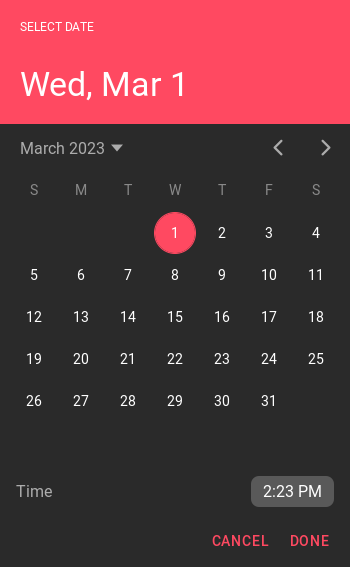 SELECT DATE
Wed, Mar 1
March 2023
S M T W T F S
1 2 3 4
5 6 7 8 9 10 11
12 13 14 15 16 17 18
19 20 21 22 23 24 25
26 27 28 29 30 31
Time 2:23 PM
CANCEL DONE